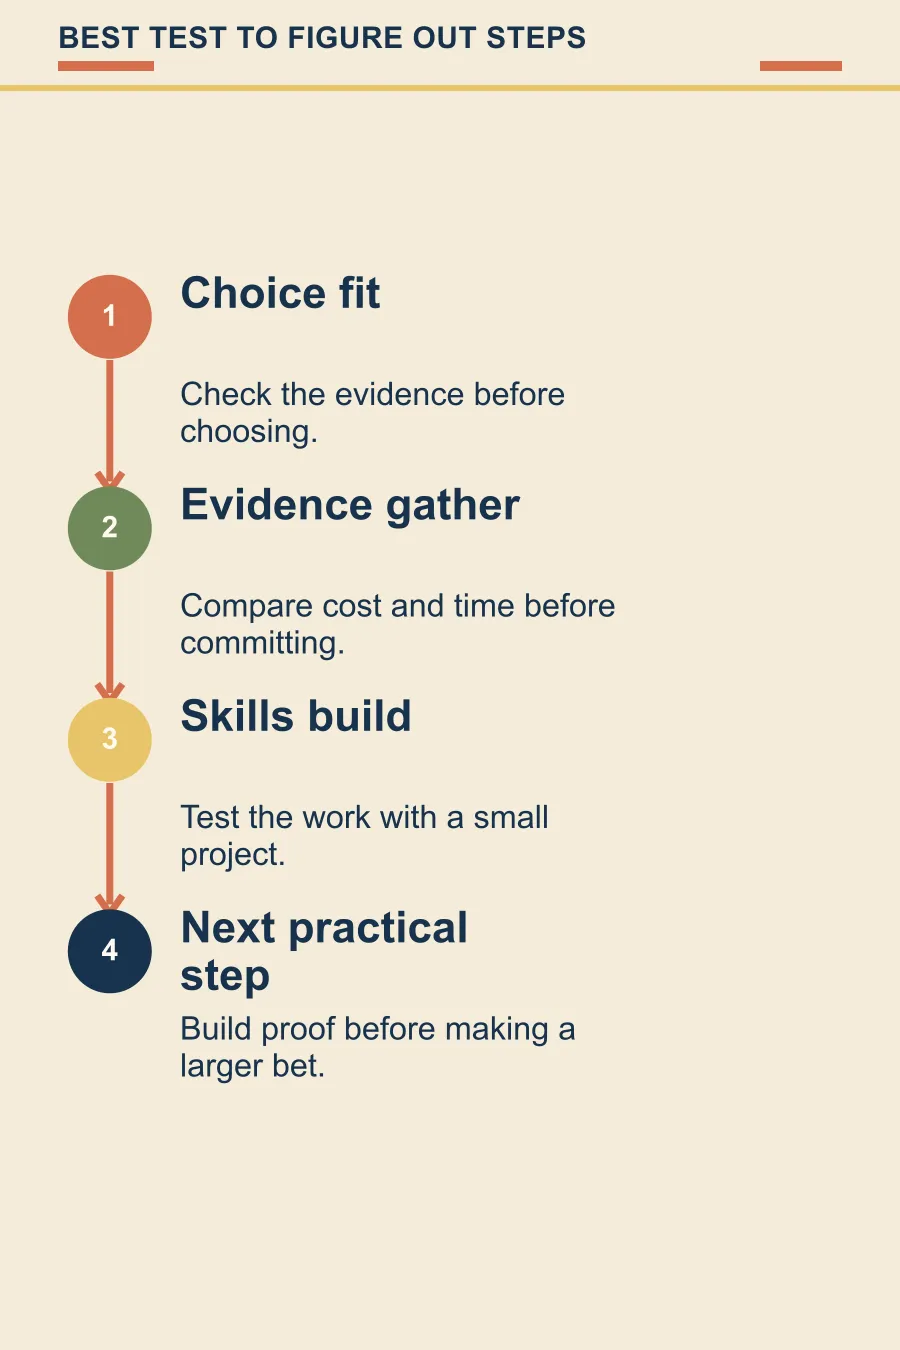 BEST TEST TO FIGURE OUT STEPS
1
Choice fit
Check the evidence before
choosing.
2
Evidence gather
Compare cost and time before
committing.
3
Skills build
Test the work with a small
project.
4
Next practical
step
Build proof before making a
larger bet.